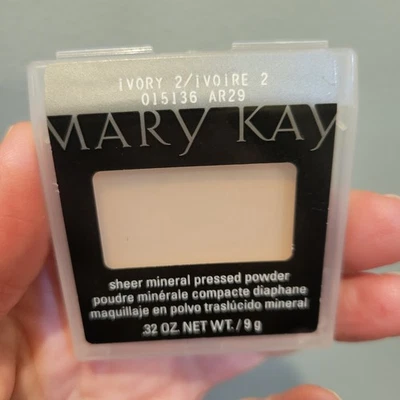 IVORY 2/IVOIRE 2
015136 AR29
MARY KAY
sheer mineral pressed powder
poudre minérale compacte diaphane
maquillaje en polvo traslúcido mineral
.32 OZ. NET WT./9 g